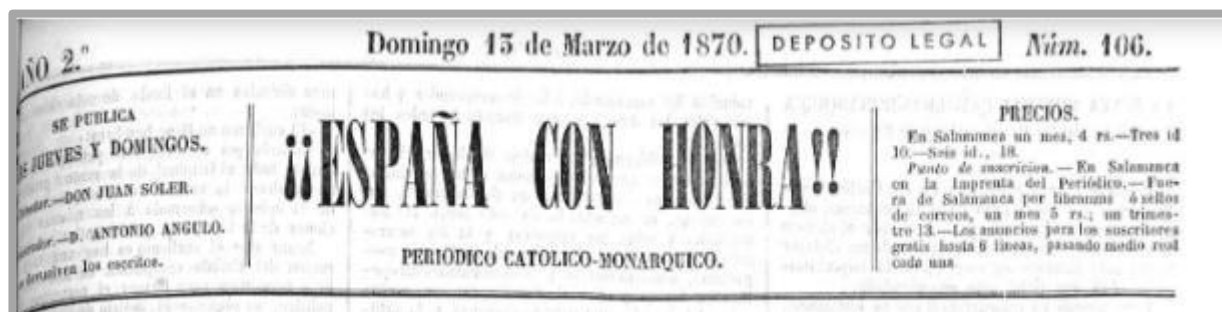 ÑO 2.º
Domingo 13 de Marzo de 1870.
DEPOSITO LEGAL
Núm. 106.
SE PUBLICA
JUEVES Y DOMINGOS.
—DON JUAN SOLER.
—D. ANTONIO ANGULO.
devuelven los escritos.
¡¡ESPAÑA CON HONRA!!
PERIODICO CATOLICO-MONARQUICO.
PRECIOS.
En Salamanca un mes, 4 rs.—Tres id
10.—Seis id., 18.
Punto de suscricion.—En Salamanca
en la Imprenta del Periódico.—Fue-
ra de Salamanca por libranzas ó sellos
de correos, un mes 5 rs.; un trimes-
tre 13.—Los anuncios para los suscritores
gratis hasta 6 lineas, pasando medio real
cada una